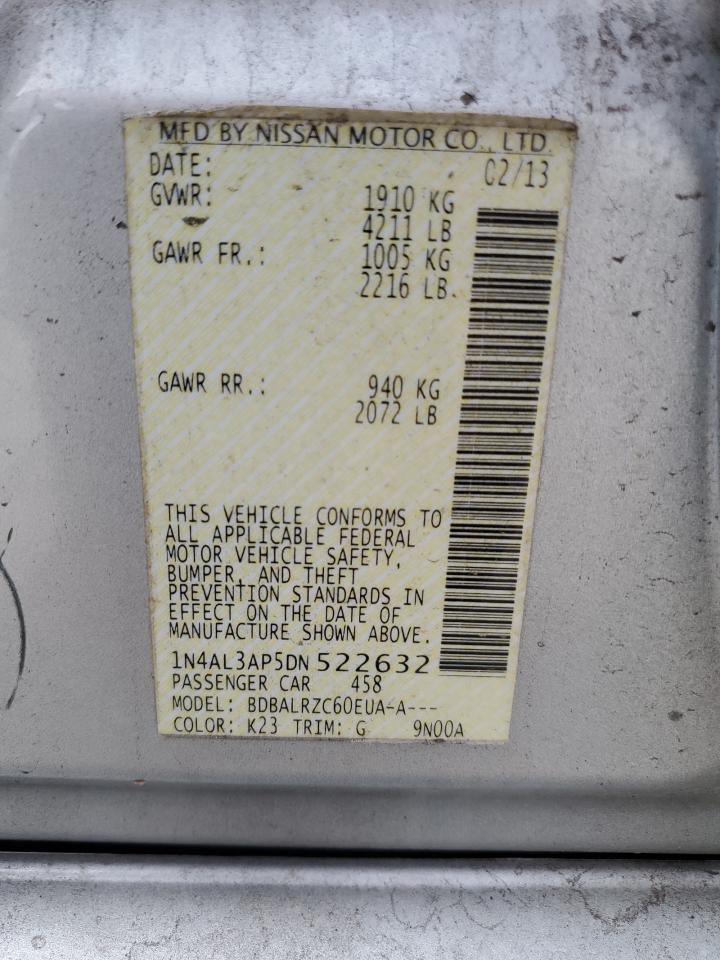 MFD BY NISSAN MOTOR CO., LTD.
DATE: 02/13
GVWR: 1910 KG
4211 LB
GAWR FR.: 1005 KG
2216 LB
GAWR RR.: 940 KG
2072 LB
THIS VEHICLE CONFORMS TO
ALL APPLICABLE FEDERAL
MOTOR VEHICLE SAFETY,
BUMPER, AND THEFT
PREVENTION STANDARDS IN
EFFECT ON THE DATE OF
MANUFACTURE SHOWN ABOVE.
1N4AL3AP5DN 522632
PASSENGER CAR 458
MODEL: BDBALRZC60EUA-A---
COLOR: K23 TRIM: G 9N00A